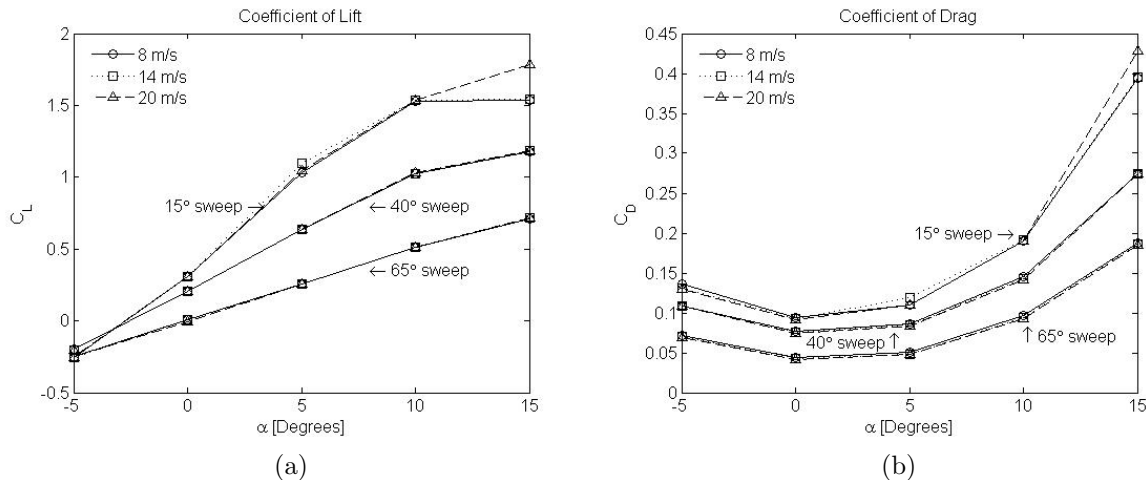 Coefficient of Lift
2
1.5
1
0.5
0
-0.5
C_L
8 m/s
14 m/s
20 m/s
15° sweep →
← 40° sweep
← 65° sweep
-5 0 5 10 15
α [Degrees]
(a)
Coefficient of Drag
0.45
0.4
0.35
0.3
0.25
0.2
0.15
0.1
0.05
0
C_D
8 m/s
14 m/s
20 m/s
15° sweep →
40° sweep ↑
↑ 65° sweep
-5 0 5 10 15
α [Degrees]
(b)